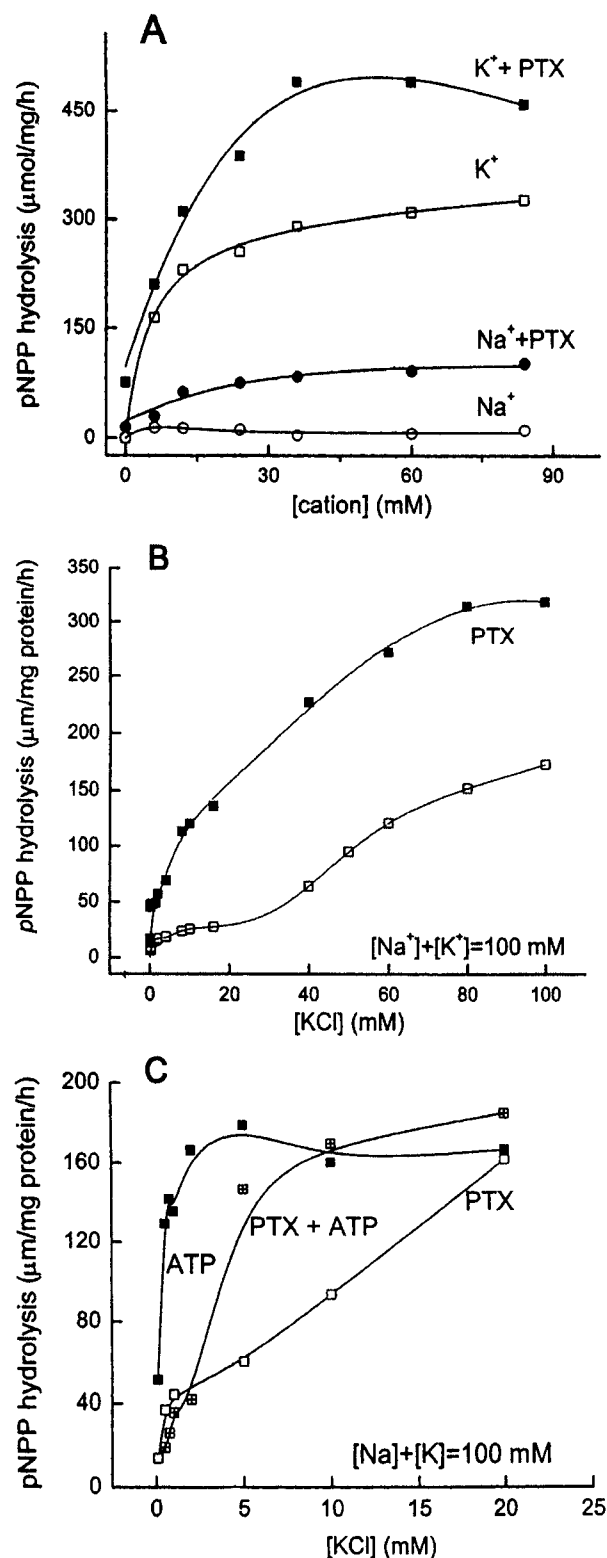 A
pNPP hydrolysis (μmol/mg/h)
450
300
150
0
K⁺+ PTX
K⁺
Na⁺+PTX
Na⁺
0 30 60 90
[cation] (mM)
B
pNPP hydrolysis (μm/mg protein/h)
350
300
250
200
150
100
50
0
PTX
[Na⁺]+[K⁺]=100 mM
0 20 40 60 80 100
[KCl] (mM)
C
pNPP hydrolysis (μm/mg protein/h)
200
160
120
80
40
0
ATP
PTX + ATP
PTX
[Na]+[K]=100 mM
0 5 10 15 20 25
[KCl] (mM)